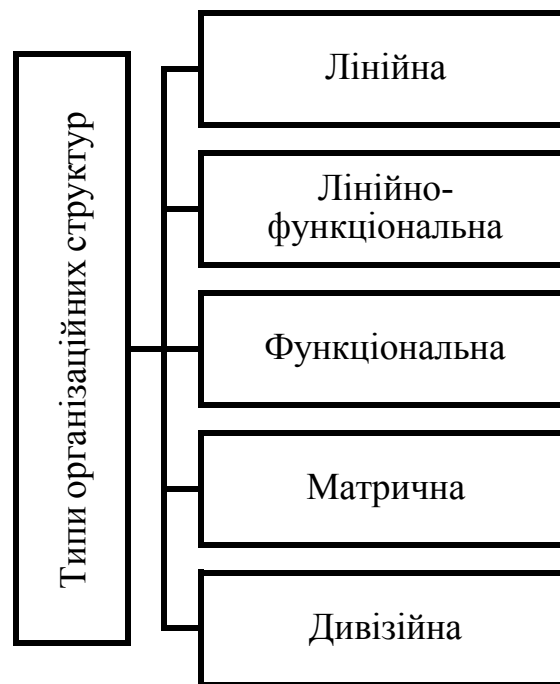 Типи організаційних структур
Лінійна
Лінійно-
функціональна
Функціональна
Матрична
Дивізійна